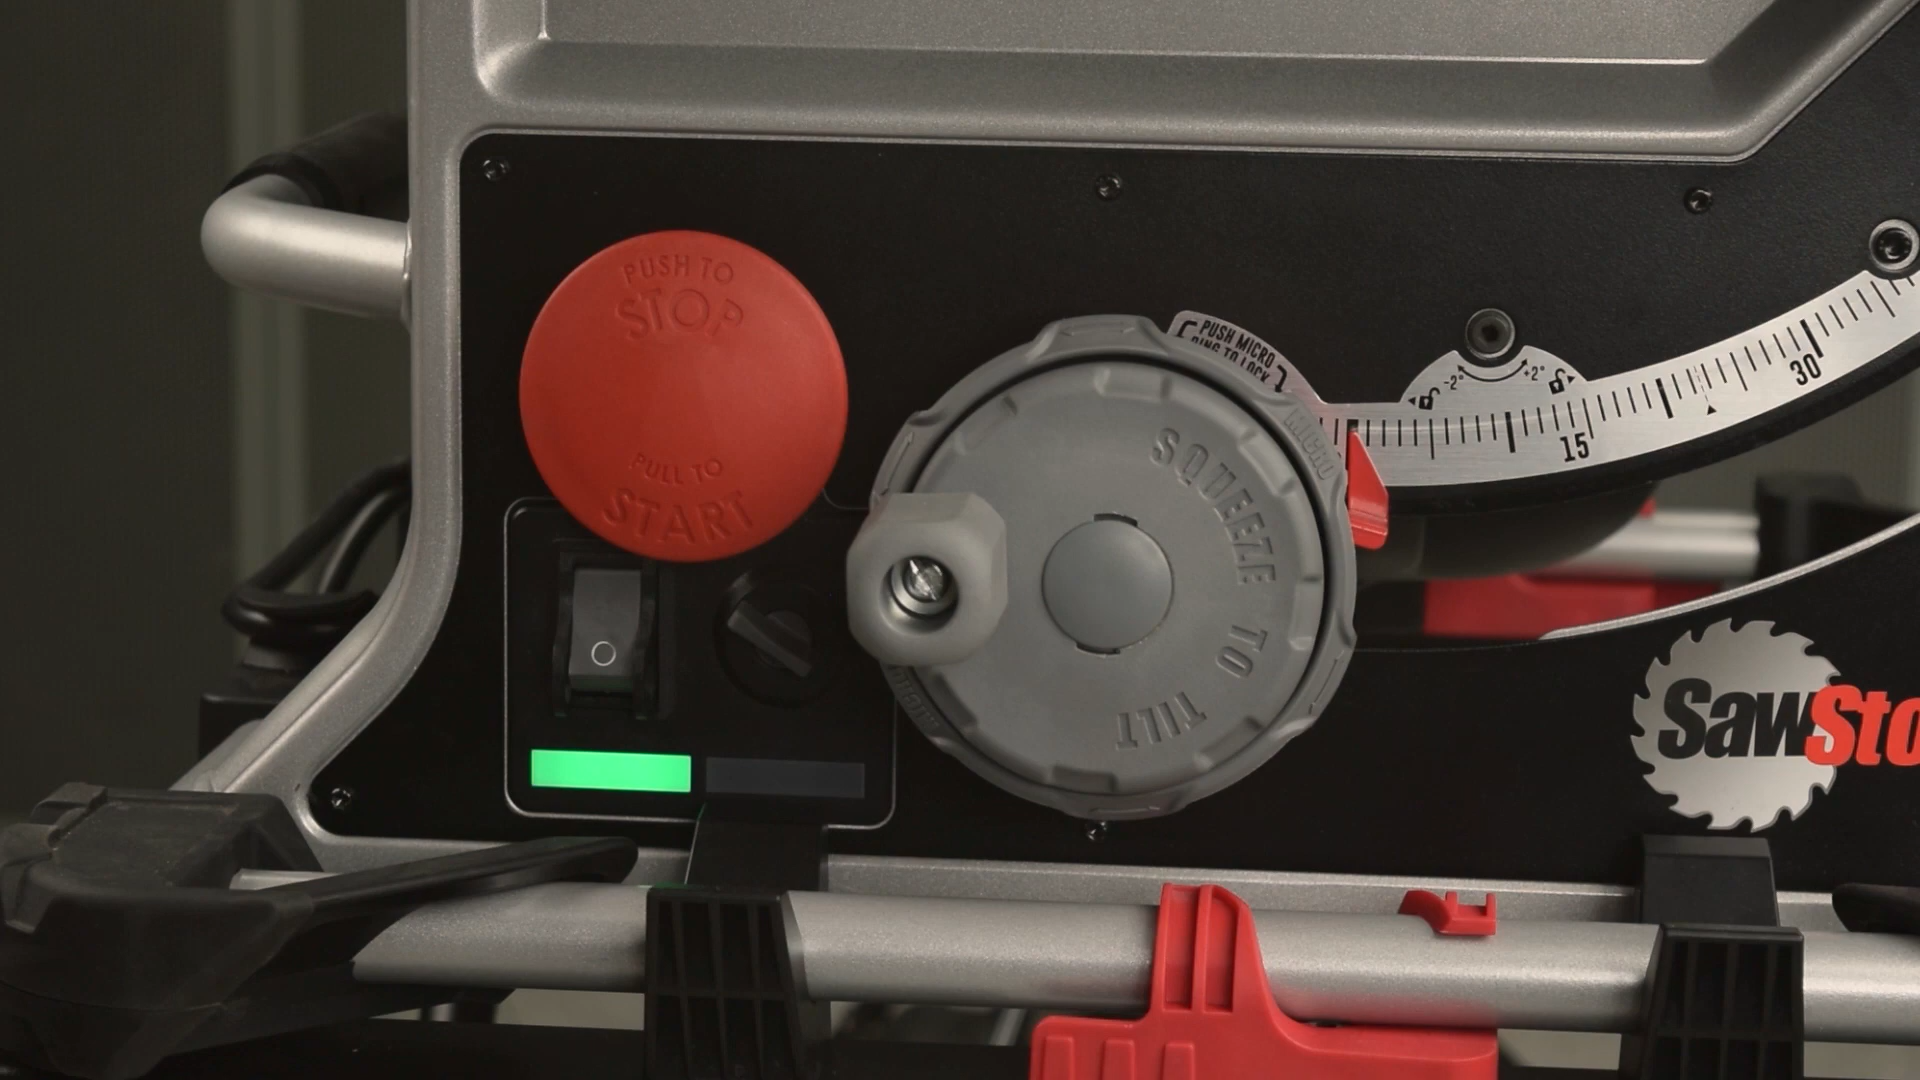 PUSH TO
STOP
PULL TO
START
PUSH MICRO
RING TO LOCK
MICRO
-2° +2°
15
30
SQUEEZE TO TILT
MICRO
SawSto